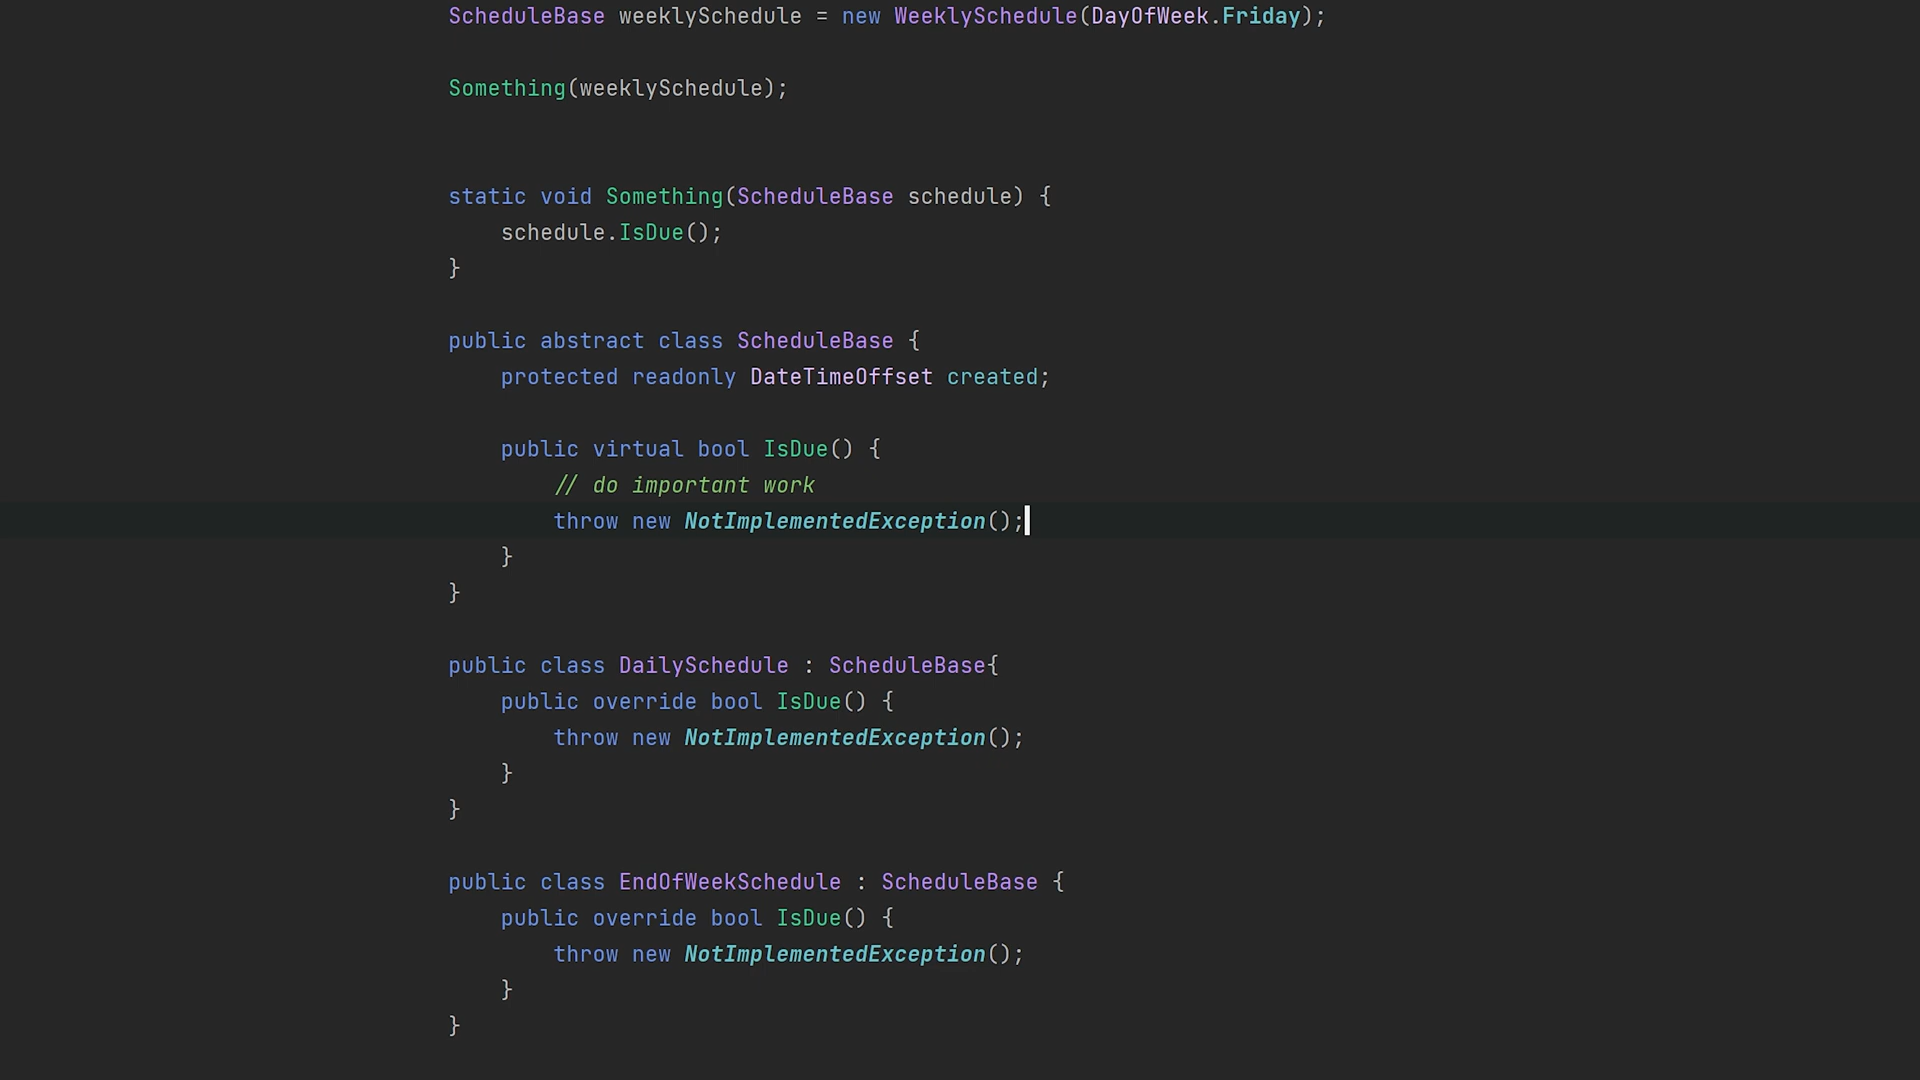 ScheduleBase weeklySchedule = new WeeklySchedule(DayOfWeek.Friday);
Something(weeklySchedule);
static void Something(ScheduleBase schedule) {
    schedule.IsDue();
}
public abstract class ScheduleBase {
    protected readonly DateTimeOffset created;
    public virtual bool IsDue() {
        // do important work
        throw new NotImplementedException();
    }
}
public class DailySchedule : ScheduleBase{
    public override bool IsDue() {
        throw new NotImplementedException();
    }
}
public class EndOfWeekSchedule : ScheduleBase {
    public override bool IsDue() {
        throw new NotImplementedException();
    }
}